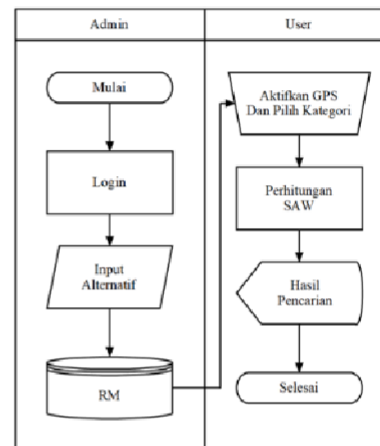 Admin
Mulai
Login
Input
Alternatif
RM
User
Aktifkan GPS
Dan Pilih Kategori
Perhitungan
SAW
Hasil
Pencarian
Selesai